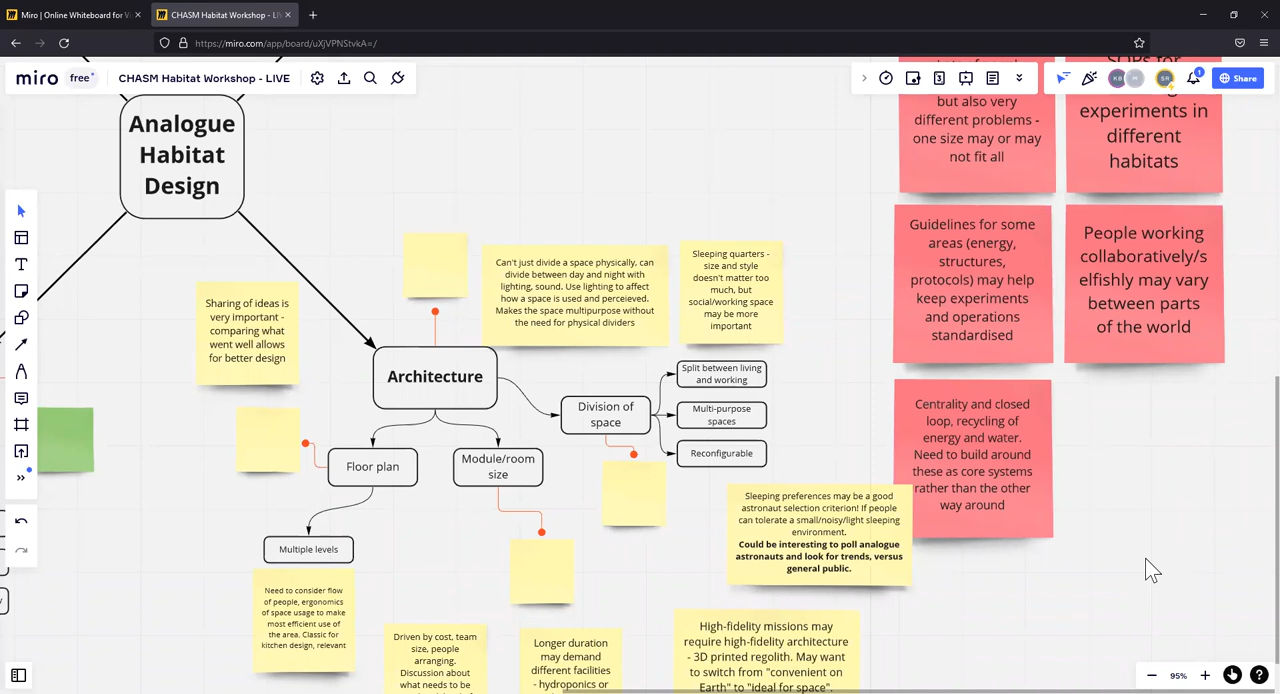 Miro | Online Whiteboard for V
CHASM Habitat Workshop - LIV
https://miro.com/app/board/uXjVPNStvkA=/
miro
free
CHASM Habitat Workshop - LIVE
3
KB
SR
1
Share
Analogue
Habitat
Design
Sharing of ideas is
very important -
comparing what
went well allows
for better design
Can't just divide a space physically, can
divide between day and night with
lighting, sound. Use lighting to affect
how a space is used and percieved.
Makes the space multipurpose without
the need for physical dividers
Sleeping quarters -
size and style
doesn't matter too
much, but
social/working space
may be more
important
Architecture
Division of
space
Split between living
and working
Multi-purpose
spaces
Reconfigurable
Floor plan
Module/room
size
Multiple levels
Need to consider flow
of people, ergonomics
of space usage to make
most efficient use of
the area. Classic for
kitchen design, relevant
Driven by cost, team
size, people
arranging.
Discussion about
what needs to be
Longer duration
may demand
different facilities
- hydroponics or
Sleeping preferences may be a good
astronaut selection criterion! If people
can tolerate a small/noisy/light sleeping
environment.
Could be interesting to poll analogue
astronauts and look for trends, versus
general public.
High-fidelity missions may
require high-fidelity architecture
- 3D printed regolith. May want
to switch from "convenient on
Earth" to "ideal for space".
but also very
different problems -
one size may or may
not fit all
SOPs for
experiments in
different
habitats
Guidelines for some
areas (energy,
structures,
protocols) may help
keep experiments
and operations
standardised
People working
collaboratively/s
elfishly may vary
between parts
of the world
Centrality and closed
loop, recycling of
energy and water.
Need to build around
these as core systems
rather than the other
way around
95%